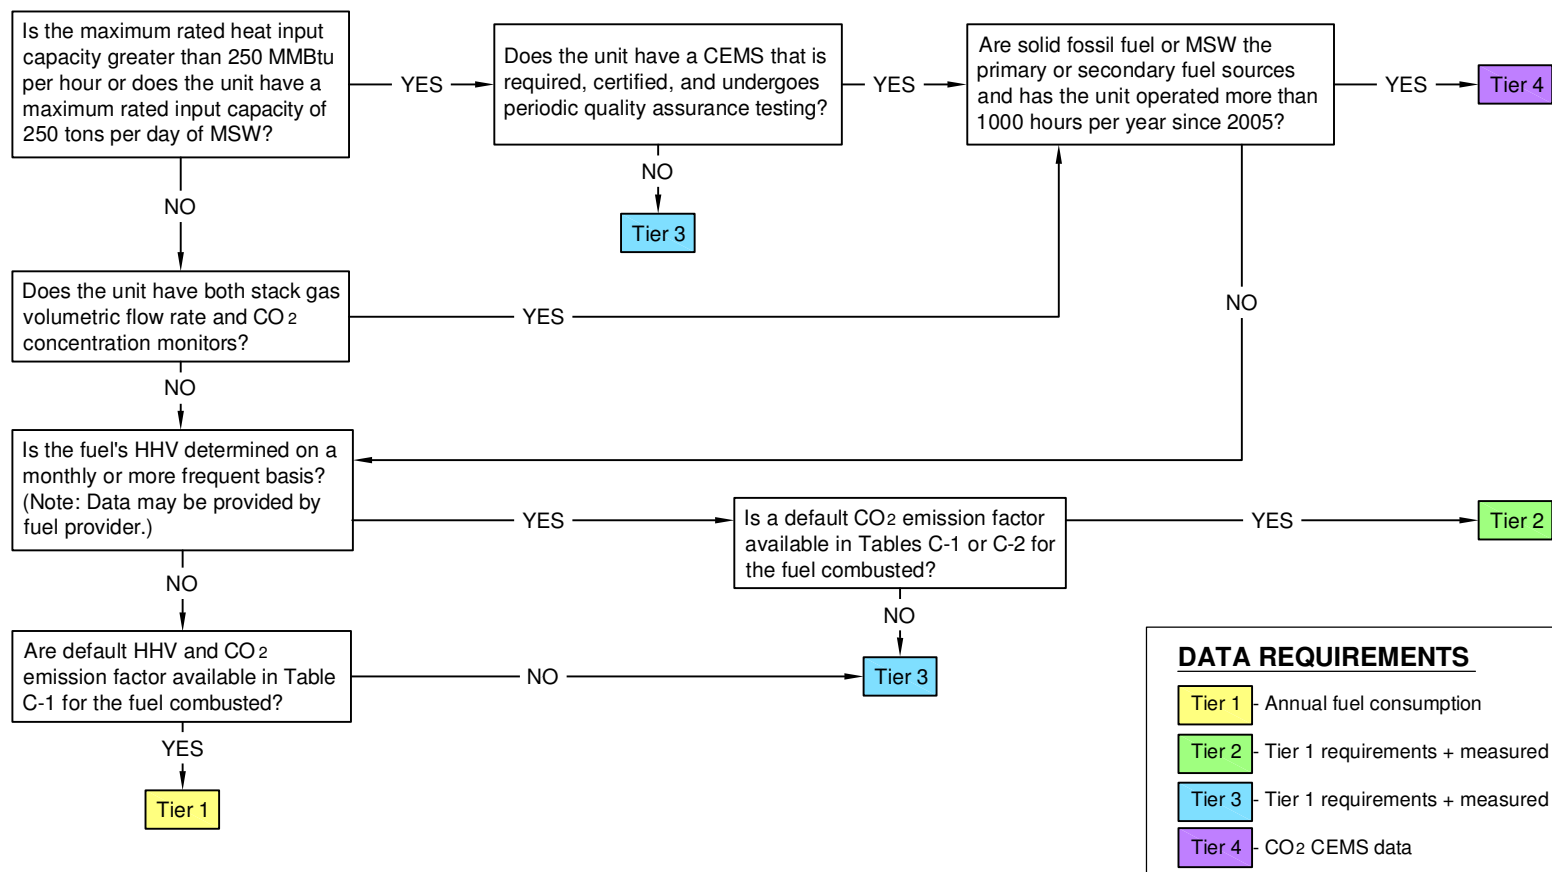 Is the maximum rated heat input
capacity greater than 250 MMBtu
per hour or does the unit have a
maximum rated input capacity of
250 tons per day of MSW?
YES
Does the unit have a CEMS that is
required, certified, and undergoes
periodic quality assurance testing?
YES
Are solid fossil fuel or MSW the
primary or secondary fuel sources
and has the unit operated more than
1000 hours per year since 2005?
YES
Tier 4
NO
NO
Tier 3
Does the unit have both stack gas
volumetric flow rate and CO2
concentration monitors?
YES
NO
NO
Is the fuel's HHV determined on a
monthly or more frequent basis?
(Note: Data may be provided by
fuel provider.)
YES
Is a default CO2 emission factor
available in Tables C-1 or C-2 for
the fuel combusted?
YES
Tier 2
NO
NO
Are default HHV and CO2
emission factor available in Table
C-1 for the fuel combusted?
NO
Tier 3
YES
Tier 1
DATA REQUIREMENTS
Tier 1 - Annual fuel consumption
Tier 2 - Tier 1 requirements + measured
Tier 3 - Tier 1 requirements + measured
Tier 4 - CO2 CEMS data